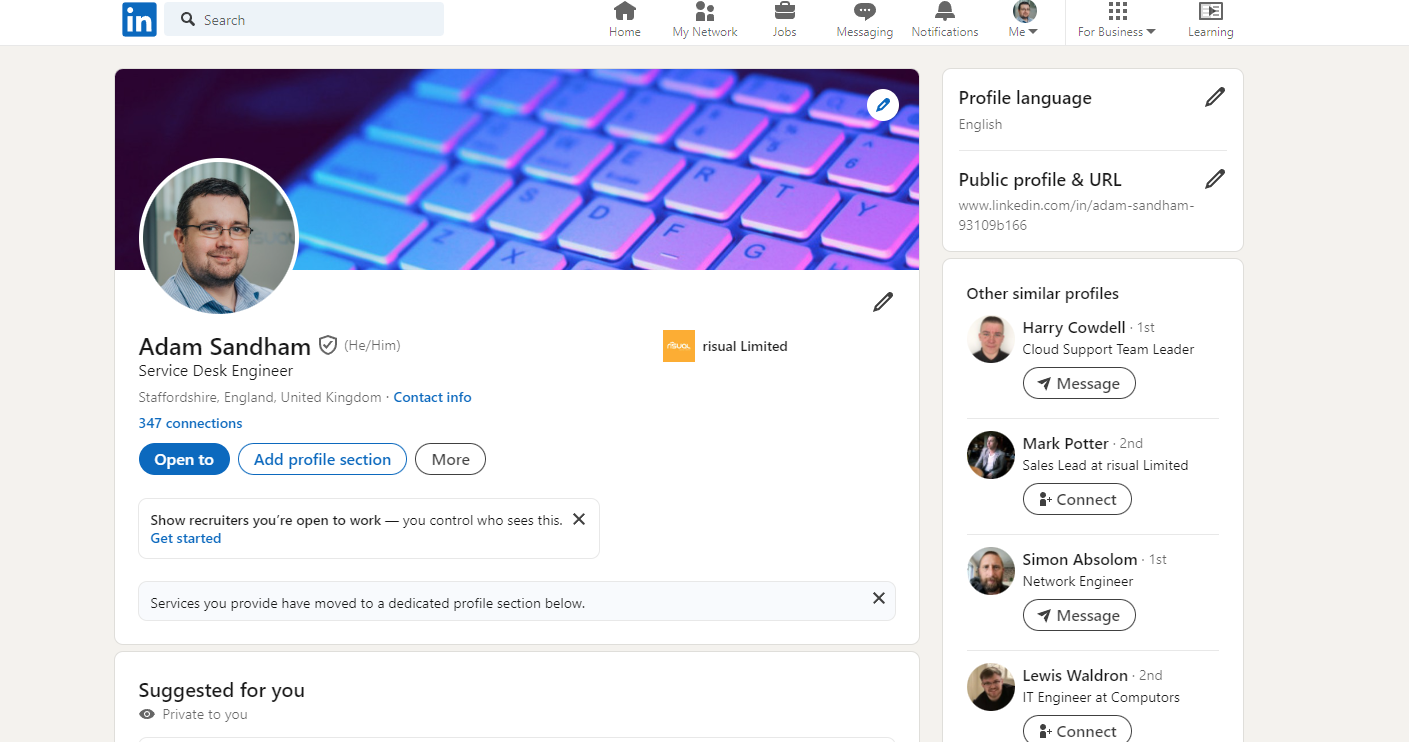 in
Search
Home
My Network
Jobs
Messaging
Notifications
Me
For Business
Learning
Q
6
E
R
T
Y
S
D
F
G
Z
X
risual
Adam Sandham (He/Him)
Service Desk Engineer
Staffordshire, England, United Kingdom · Contact info
347 connections
Open to
Add profile section
More
risual
risual Limited
Show recruiters you're open to work — you control who sees this.
Get started
Services you provide have moved to a dedicated profile section below.
Suggested for you
Private to you
Profile language
English
Public profile & URL
www.linkedin.com/in/adam-sandham-
93109b166
Other similar profiles
Harry Cowdell · 1st
Cloud Support Team Leader
Message
Mark Potter · 2nd
Sales Lead at risual Limited
Connect
Simon Absolom · 1st
Network Engineer
Message
Lewis Waldron · 2nd
IT Engineer at Computors
Connect